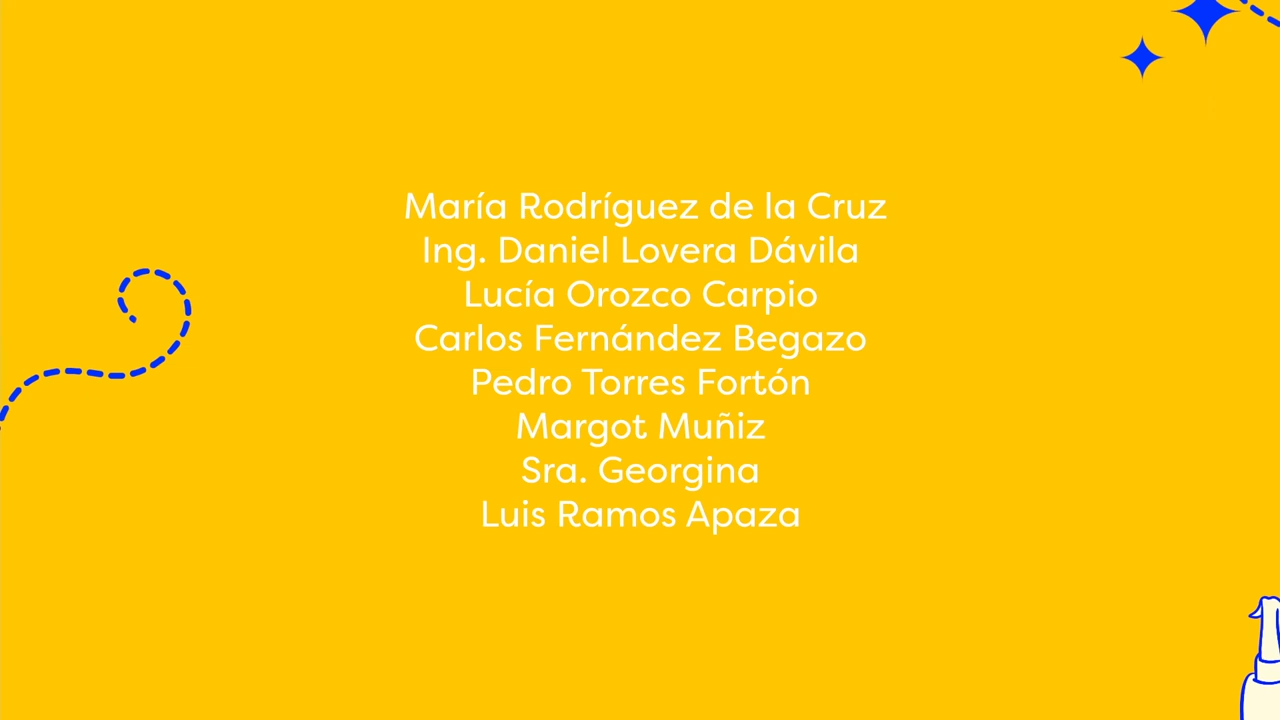 María Rodríguez de la Cruz
Ing. Daniel Lovera Dávila
Lucía Orozco Carpio
Carlos Fernández Begazo
Pedro Torres Fortón
Margot Muñiz
Sra. Georgina
Luis Ramos Apaza